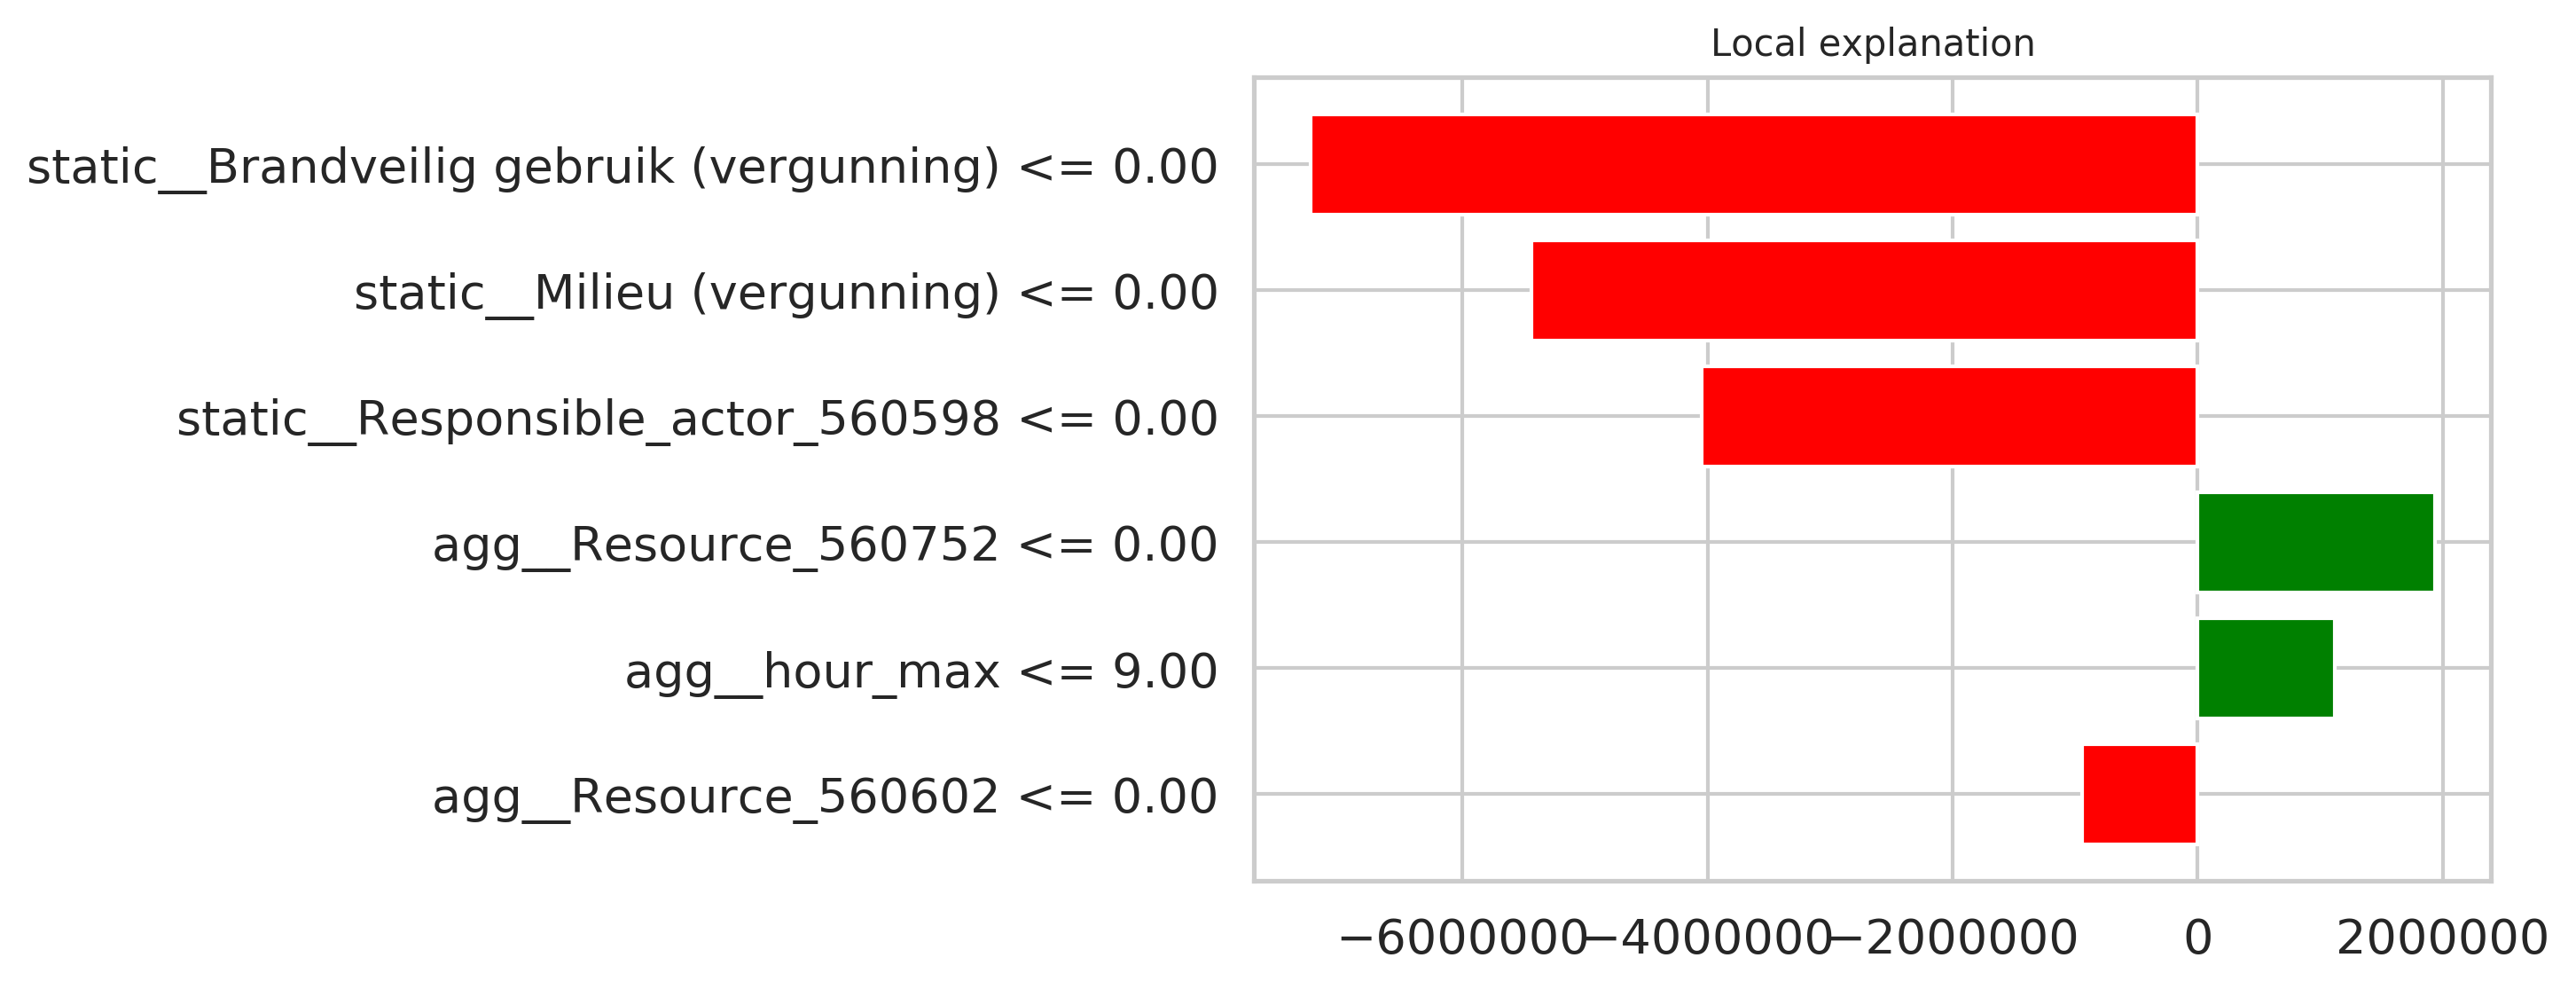 Local explanation
static__Brandveilig gebruik (vergunning) <= 0.00
static__Milieu (vergunning) <= 0.00
static__Responsible_actor_560598 <= 0.00
agg__Resource_560752 <= 0.00
agg__hour_max <= 9.00
agg__Resource_560602 <= 0.00
−6000000 −4000000 −2000000 0 2000000